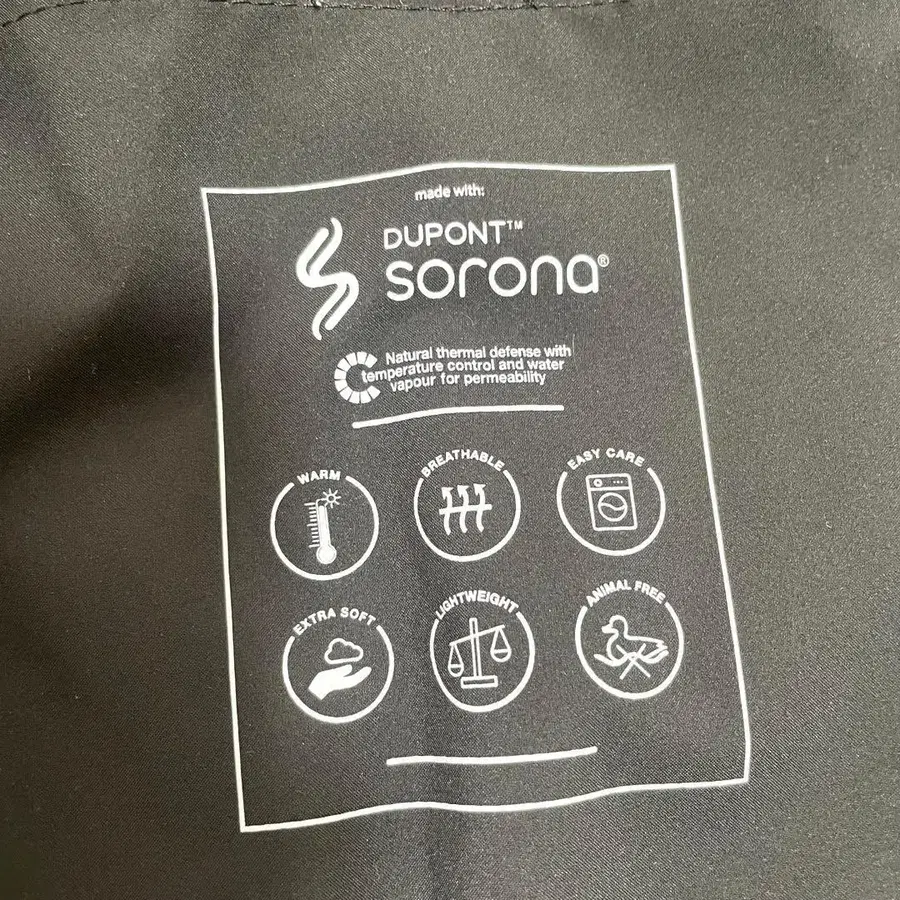 made with:
DUPONT™
sorona®
Natural thermal defense with
temperature control and water
vapour for permeability
WARM
BREATHABLE
EASY CARE
EXTRA SOFT
LIGHTWEIGHT
ANIMAL FREE